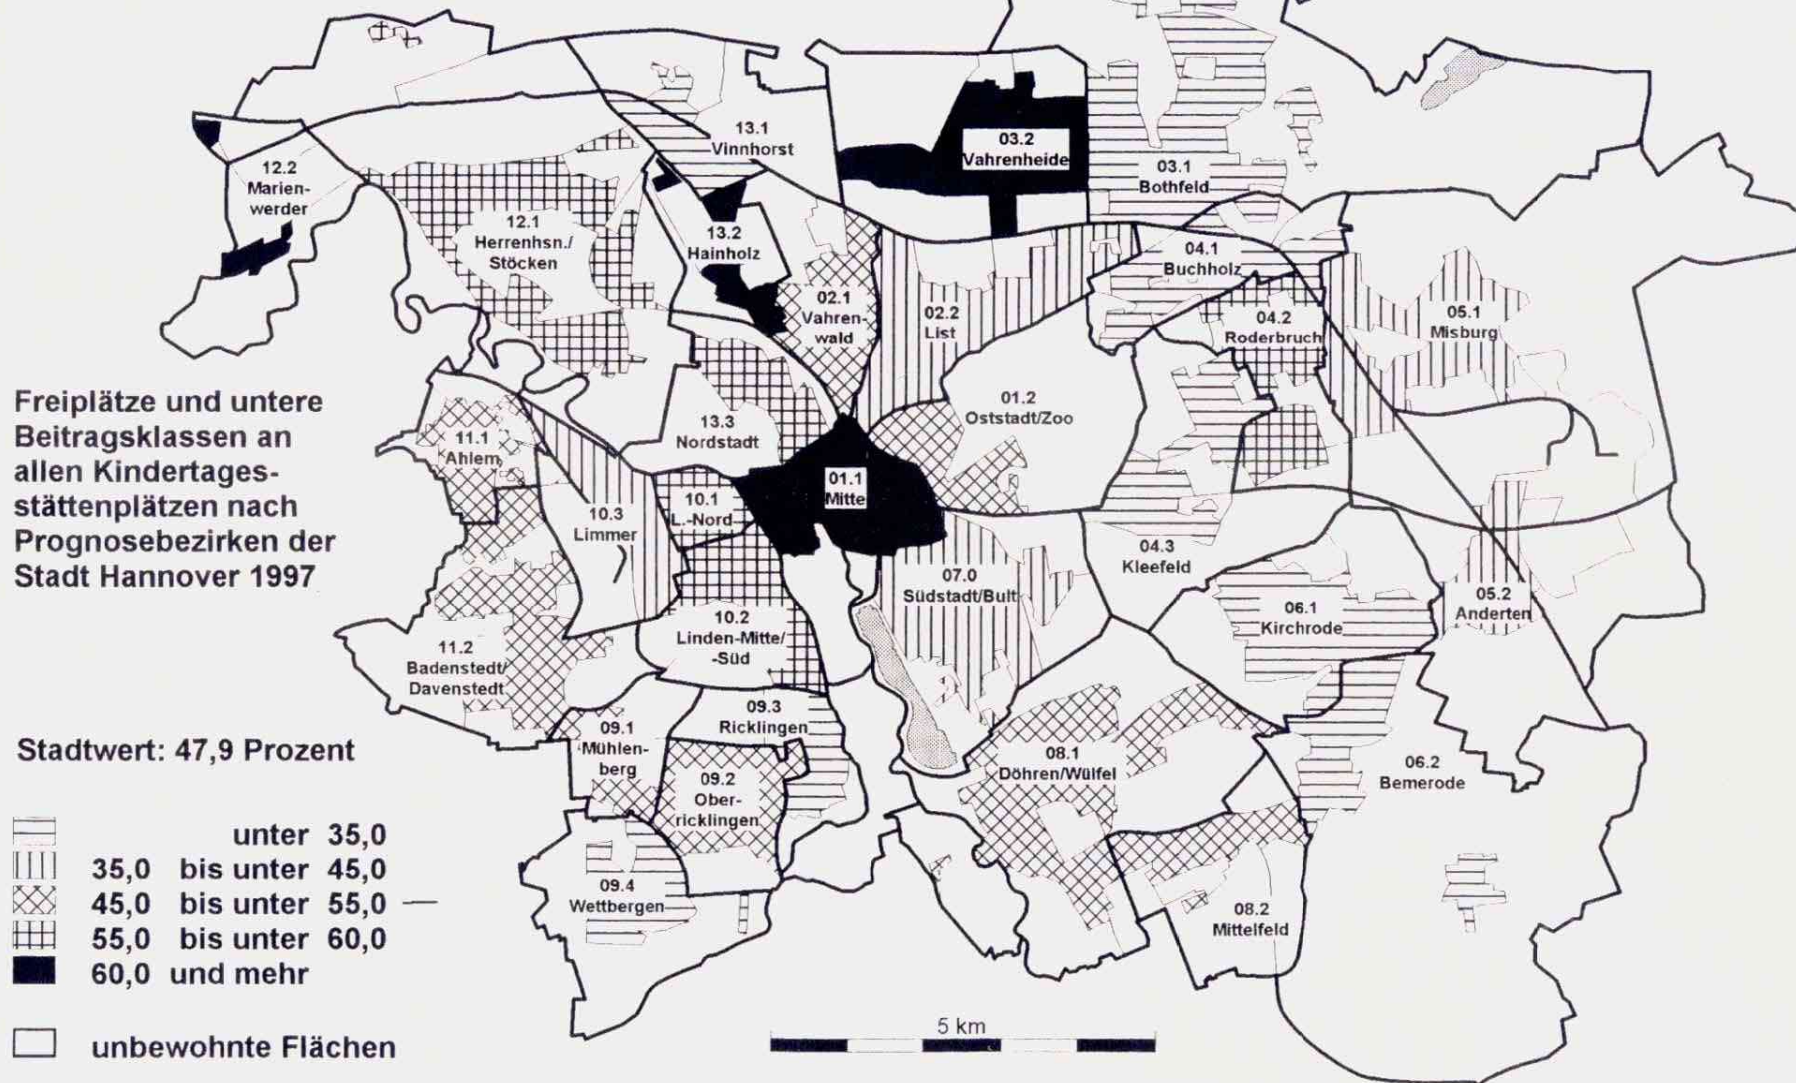 Freiplätze und untere
Beitragsklassen an
allen Kindertages-
stättenplätzen nach
Prognosebezirken der
Stadt Hannover 1997
Stadtwert: 47,9 Prozent
unter 35,0
35,0 bis unter 45,0
45,0 bis unter 55,0
55,0 bis unter 60,0
60,0 und mehr
unbewohnte Flächen
5 km
13.1
Vinnhorst
03.2
Vahrenheide
03.1
Bothfeld
12.2
Marien-
werder
12.1
Herrenhsn./
Stöcken
13.2
Hainholz
04.1
Buchholz
02.1
Vahren-
wald
02.2
List
04.2
Roderbruch
05.1
Misburg
01.2
Oststadt/Zoo
13.3
Nordstadt
11.1
Ahlem
01.1
Mitte
10.1
L.-Nord
10.3
Limmer
04.3
Kleefeld
07.0
Südstadt/Bult
06.1
Kirchrode
05.2
Anderten
10.2
Linden-Mitte/
-Süd
11.2
Badenstedt/
Davenstedt
09.3
Ricklingen
09.1
Mühlen-
berg
09.2
Ober-
ricklingen
08.1
Döhren/Wülfel
06.2
Bemerode
09.4
Wettbergen
08.2
Mittelfeld